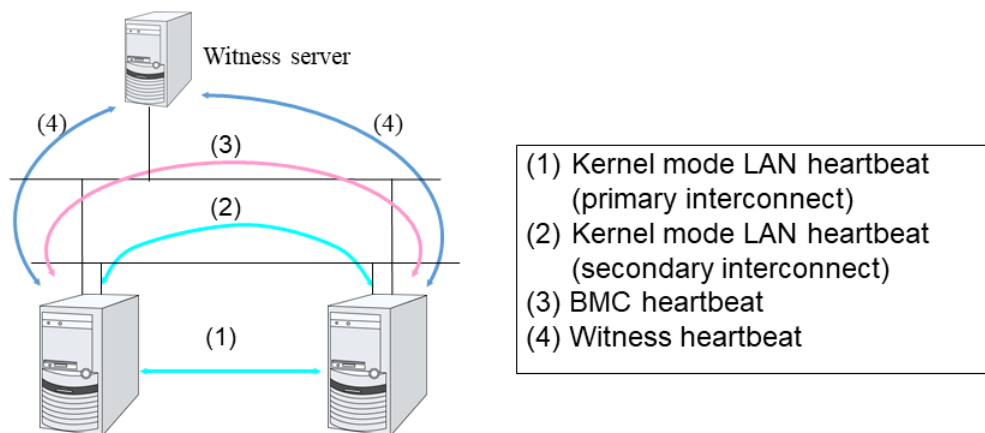 Witness server
(4)
(4)
(3)
(2)
(1)
(1) Kernel mode LAN heartbeat
(primary interconnect)
(2) Kernel mode LAN heartbeat
(secondary interconnect)
(3) BMC heartbeat
(4) Witness heartbeat